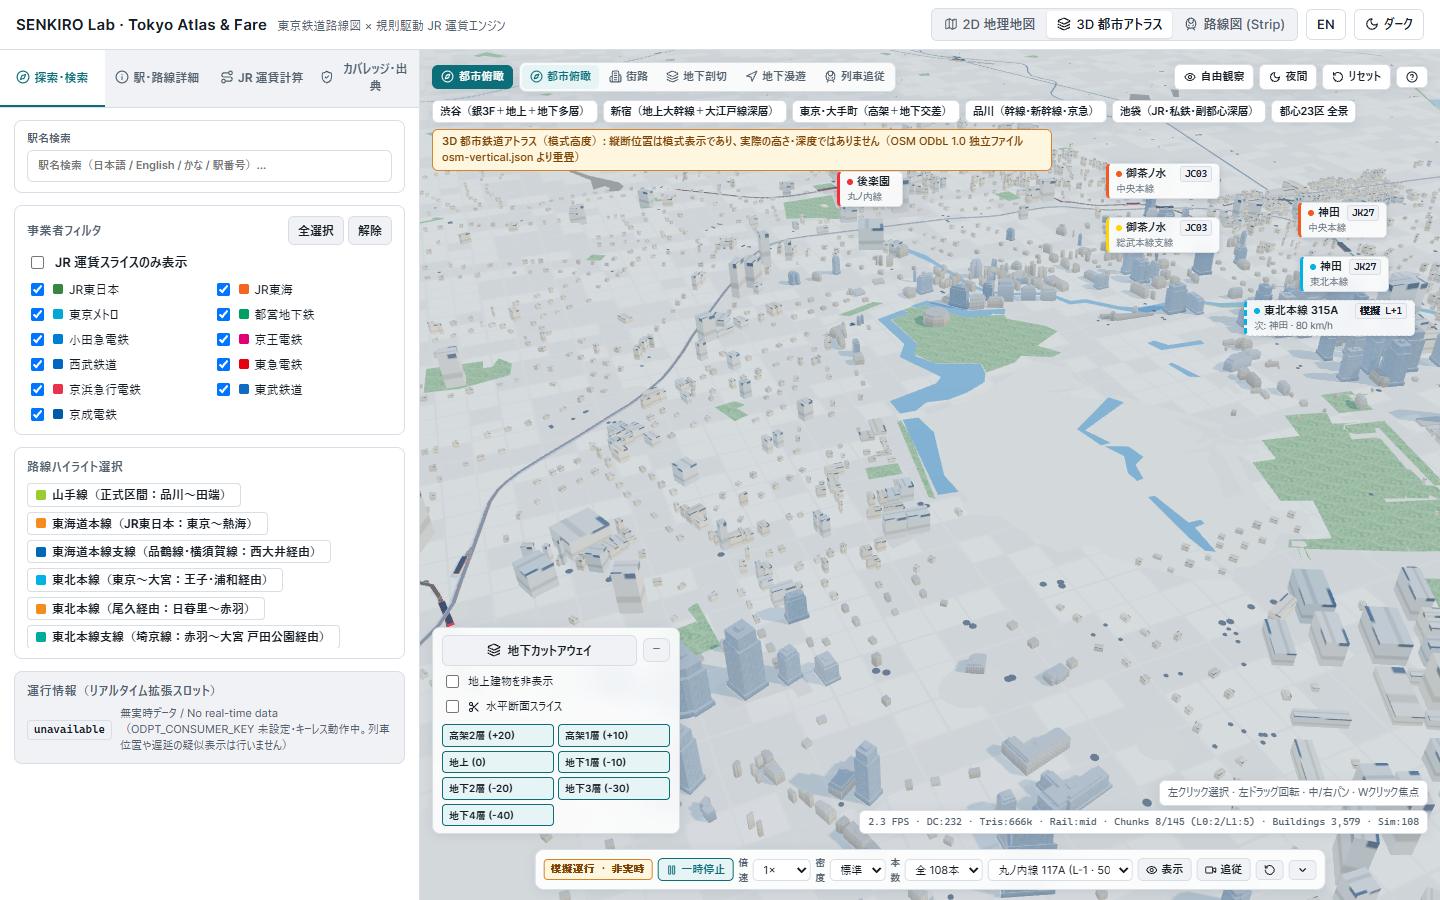 SENKIRO Lab · Tokyo Atlas & Fare
東京鉄道路線図 × 規則駆動 JR 運賃エンジン
2D 地理地図
3D 都市アトラス
路線図 (Strip)
EN
ダーク
探索・検索
駅・路線詳細
JR 運賃計算
カバレッジ・出典
駅名検索
駅名検索（日本語 / English / かな / 駅番号）...
事業者フィルタ
全選択
解除
JR 運賃スライスのみ表示
JR東日本
JR東海
東京メトロ
都営地下鉄
小田急電鉄
京王電鉄
西武鉄道
東急電鉄
京浜急行電鉄
東武鉄道
京成電鉄
路線ハイライト選択
山手線（正式区間：品川〜田端）
東海道本線（JR東日本：東京〜熱海）
東海道本線支線（品鶴線・横須賀線：西大井経由）
東北本線（東京〜大宮：王子・浦和経由）
東北本線（尾久経由：日暮里〜赤羽）
東北本線支線（埼京線：赤羽〜大宮 戸田公園経由）
運行情報（リアルタイム拡張スロット）
unavailable
無実時データ / No real-time data
（ODPT_CONSUMER_KEY 未設定・キーレス動作中。列車
位置や遅延の疑似表示は行いません）
都市俯瞰
都市俯瞰
街路
地下剖切
地下漫遊
列車追従
自由観察
夜間
リセット
渋谷（銀3F＋地上＋地下多層）
新宿（地上大幹線＋大江戸線深層）
東京・大手町（高架＋地下交差）
品川（幹線・新幹線・京急）
池袋（JR・私鉄・副都心深層）
都心23区 全景
3D 都市鉄道アトラス（模式高度）: 縦断位置は模式表示であり、実際の高さ・深度ではありません（OSM ODbL 1.0 独立ファイル
osm-vertical.json より重畳）
後楽園
丸ノ内線
御茶ノ水 JC03
中央本線
御茶ノ水 JC03
総武本線支線
神田 JK27
中央本線
神田 JK27
東北本線
東北本線 315A 模擬 L+1
次: 神田 · 80 km/h
地下カットアウェイ
−
地上建物を非表示
水平断面スライス
高架2層 (+20)
高架1層 (+10)
地上 (0)
地下1層 (-10)
地下2層 (-20)
地下3層 (-30)
地下4層 (-40)
左クリック選択 · 左ドラッグ回転 · 中/右パン · Wクリック焦点
2.3 FPS · DC:232 · Tris:666k · Rail:mid · Chunks 8/145 (L0:2/L1:5) · Buildings 3,579 · Sim:108
模擬運行 · 非実時
一時停止
倍速
1×
密度
標準
本数
全 108本
丸ノ内線 117A (L-1 · 50
表示
追従